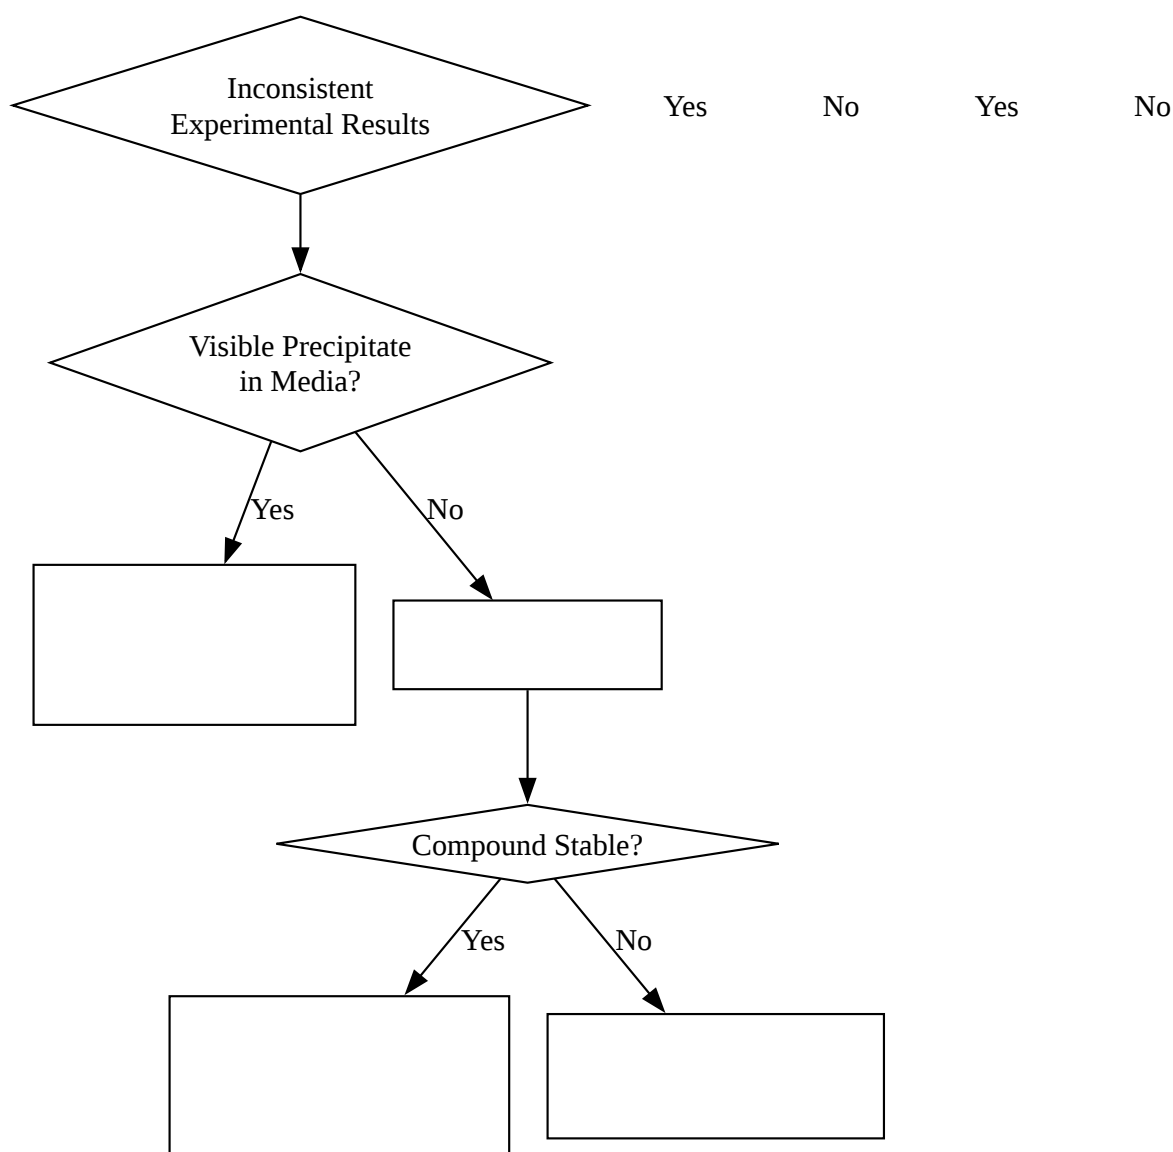 Inconsistent
Experimental Results
Yes
No
Yes
No
Visible Precipitate
in Media?
Yes
No
Compound Stable?
Yes
No